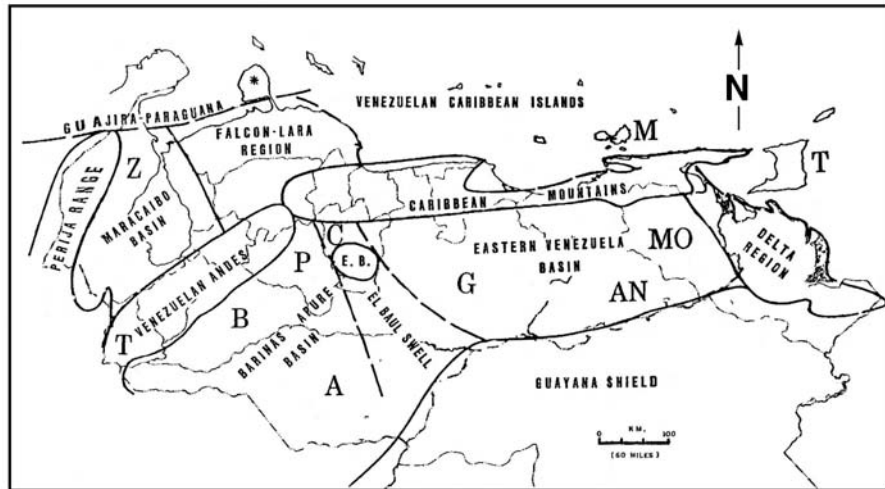 *
N
VENEZUELAN CARIBBEAN ISLANDS
GUAJIRA-PARAGUANA
FALCON-LARA
REGION
M
T
Z
PERIJA RANGE
MARACAIBO
BASIN
CARIBBEAN MOUNTAINS
C
E. B.
EASTERN VENEZUELA
BASIN
MO
DELTA
REGION
P
G
AN
VENEZUELAN ANDES
T
B
BARINAS APURE
BASIN
EL BAUL SWELL
A
GUAYANA SHIELD
KM.
0 100
(60 MILES)